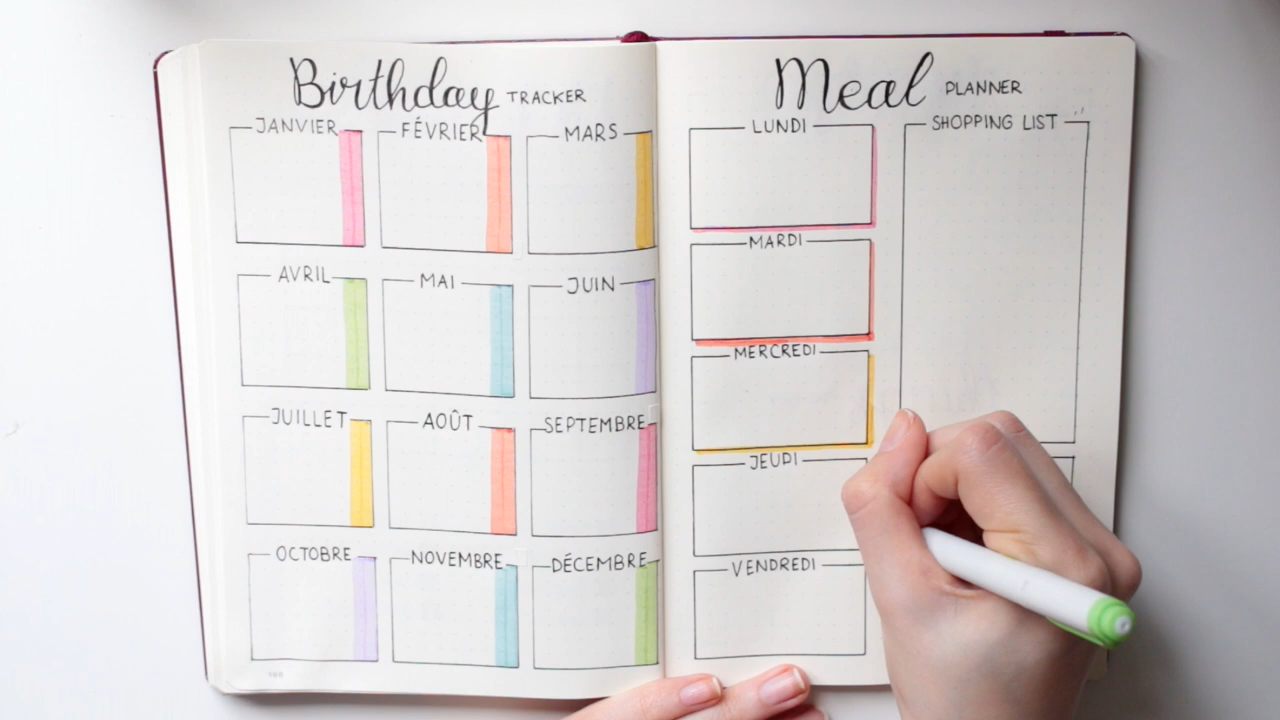 Birthday TRACKER
JANVIER FÉVRIER MARS
AVRIL MAI JUIN
JUILLET AOÛT SEPTEMBRE
OCTOBRE NOVEMBRE DÉCEMBRE
Meal PLANNER
LUNDI
MARDI
MERCREDI
JEUDI
VENDREDI
SHOPPING LIST